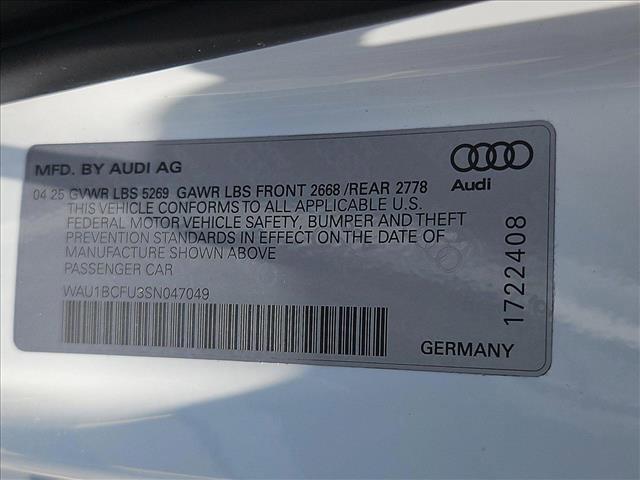 MFD. BY AUDI AG
Audi
04 25 GVWR LBS 5269 GAWR LBS FRONT 2668 /REAR 2778
THIS VEHICLE CONFORMS TO ALL APPLICABLE U.S.
FEDERAL MOTOR VEHICLE SAFETY, BUMPER AND THEFT
PREVENTION STANDARDS IN EFFECT ON THE DATE OF
MANUFACTURE SHOWN ABOVE
PASSENGER CAR
WAU1BCFU3SN047049
GERMANY
1722408